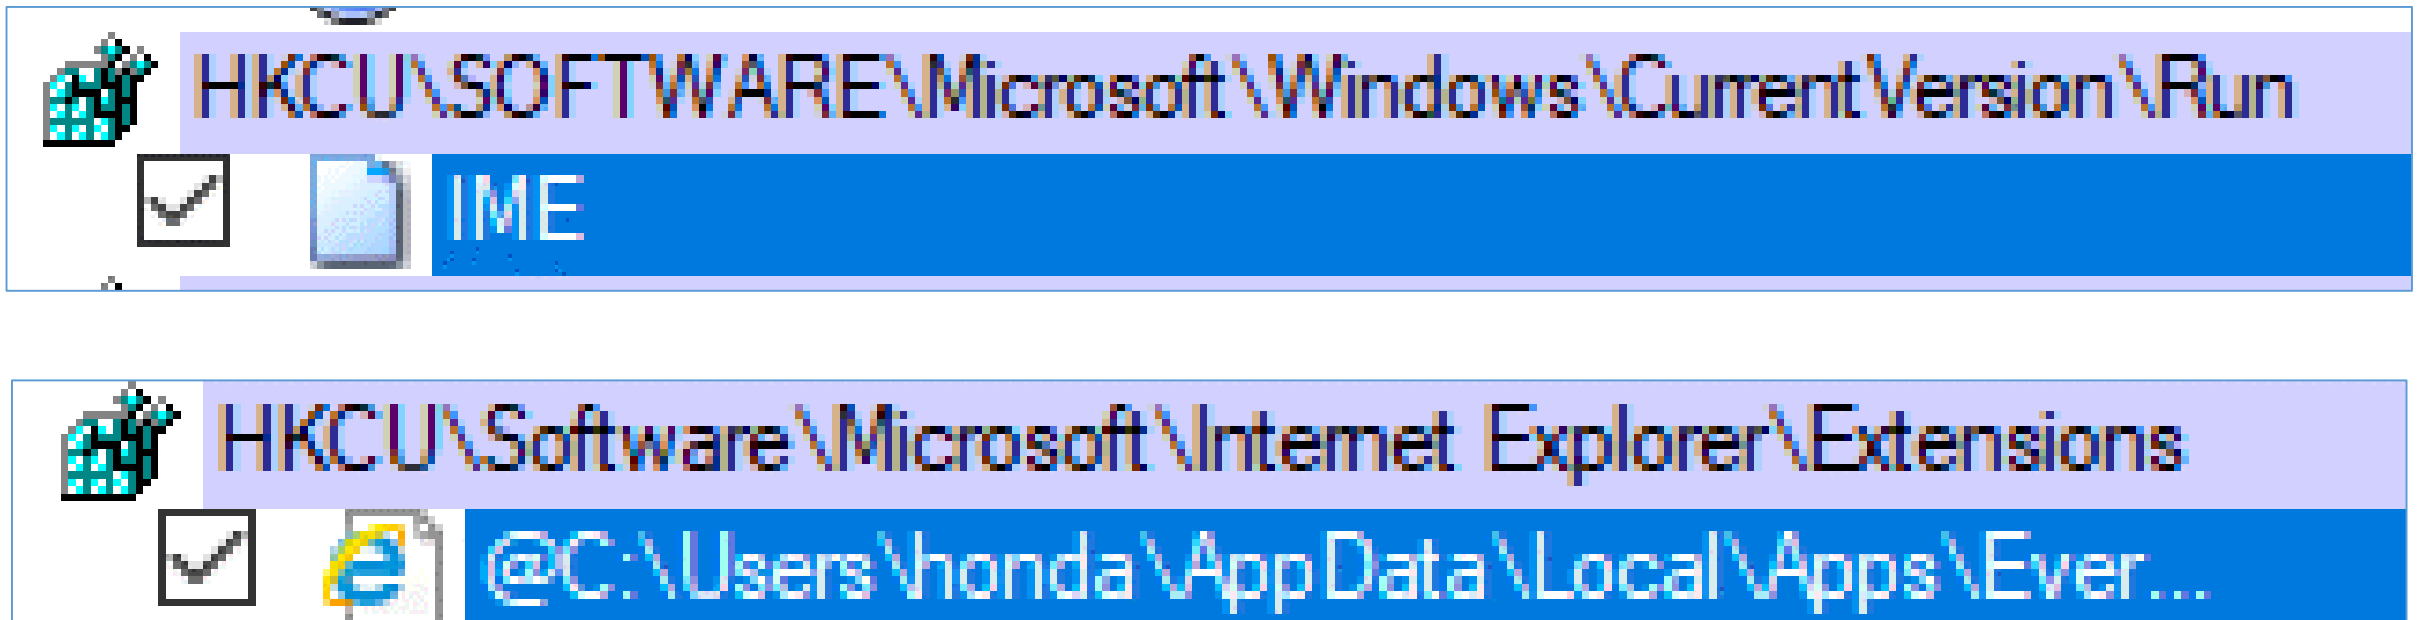 HKCU\SOFTWARE\Microsoft\Windows\CurrentVersion\Run
IME
HKCU\Software\Microsoft\Internet Explorer\Extensions
@C:\Users\honda\AppData\Local\Apps\Ever...